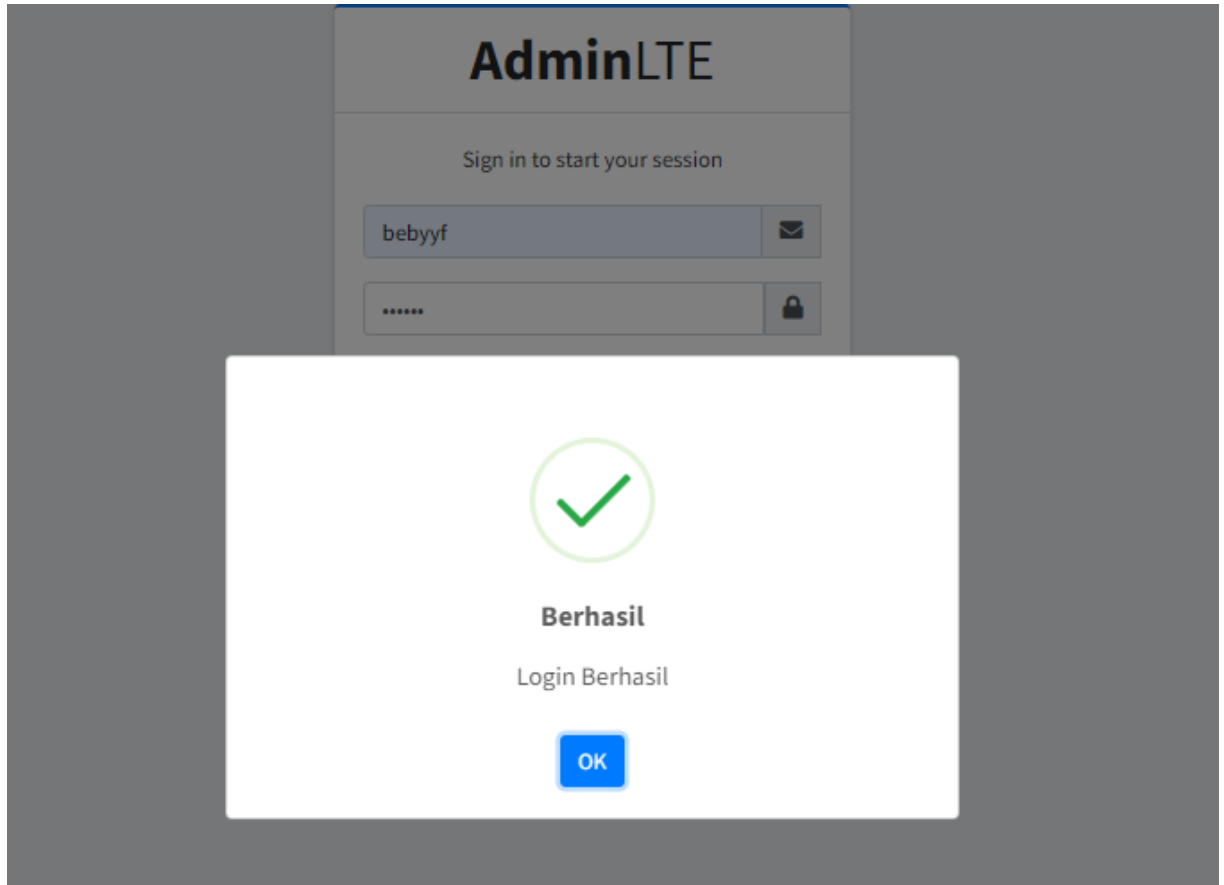 AdminLTE
Sign in to start your session
bebyyf
••••••
Berhasil
Login Berhasil
OK